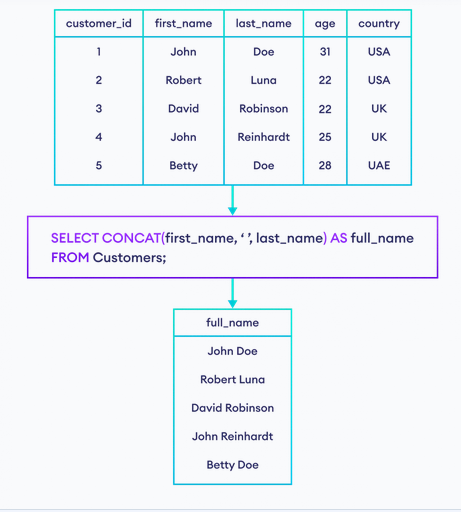 customer_id first_name last_name age country
1 John Doe 31 USA
2 Robert Luna 22 USA
3 David Robinson 22 UK
4 John Reinhardt 25 UK
5 Betty Doe 28 UAE
SELECT CONCAT(first_name, ‘ ’, last_name) AS full_name
FROM Customers;
full_name
John Doe
Robert Luna
David Robinson
John Reinhardt
Betty Doe